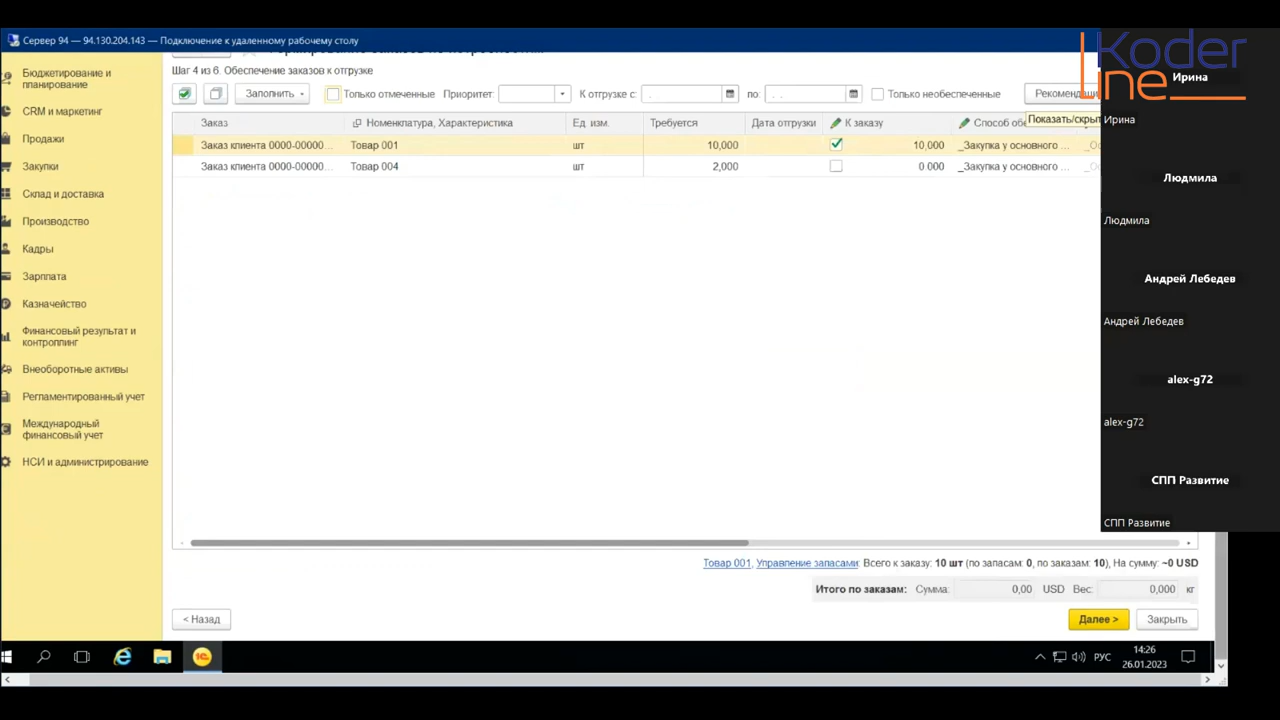 Сервер 94 — 94.130.204.143 — Подключение к удаленному рабочему столу
Koder
Line
Шаг 4 из 6. Обеспечение заказов к отгрузке
Заполнить
Только отмеченные
Приоритет:
К отгрузке с:
по:
Только необеспеченные
Показать/скрыт
Заказ
Номенклатура, Характеристика
Ед. изм.
Требуется
Дата отгрузки
К заказу
Заказ клиента 0000-00000... Товар 001 шт 10,000 10,000 _Закупка у основного ...
Заказ клиента 0000-00000... Товар 004 шт 2,000 0.000 _Закупка у основного ...
Бюджетирование и
планирование
CRM и маркетинг
Продажи
Закупки
Склад и доставка
Производство
Кадры
Зарплата
Казначейство
Финансовый результат и
контроллинг
Внеоборотные активы
Регламентированный учет
Международный
финансовый учет
НСИ и администрирование
Ирина
Ирина
Людмила
Людмила
Андрей Лебедев
Андрей Лебедев
alex-g72
alex-g72
СПП Развитие
СПП Развитие
Товар 001, Управление запасами: Всего к заказу: 10 шт (по запасам: 0, по заказам: 10), На сумму: ~0 USD
Итого по заказам: Сумма: 0,00 USD Вес: 0,000 кг
< Назад
Далее >
Закрыть
РУС
14:26
26.01.2023